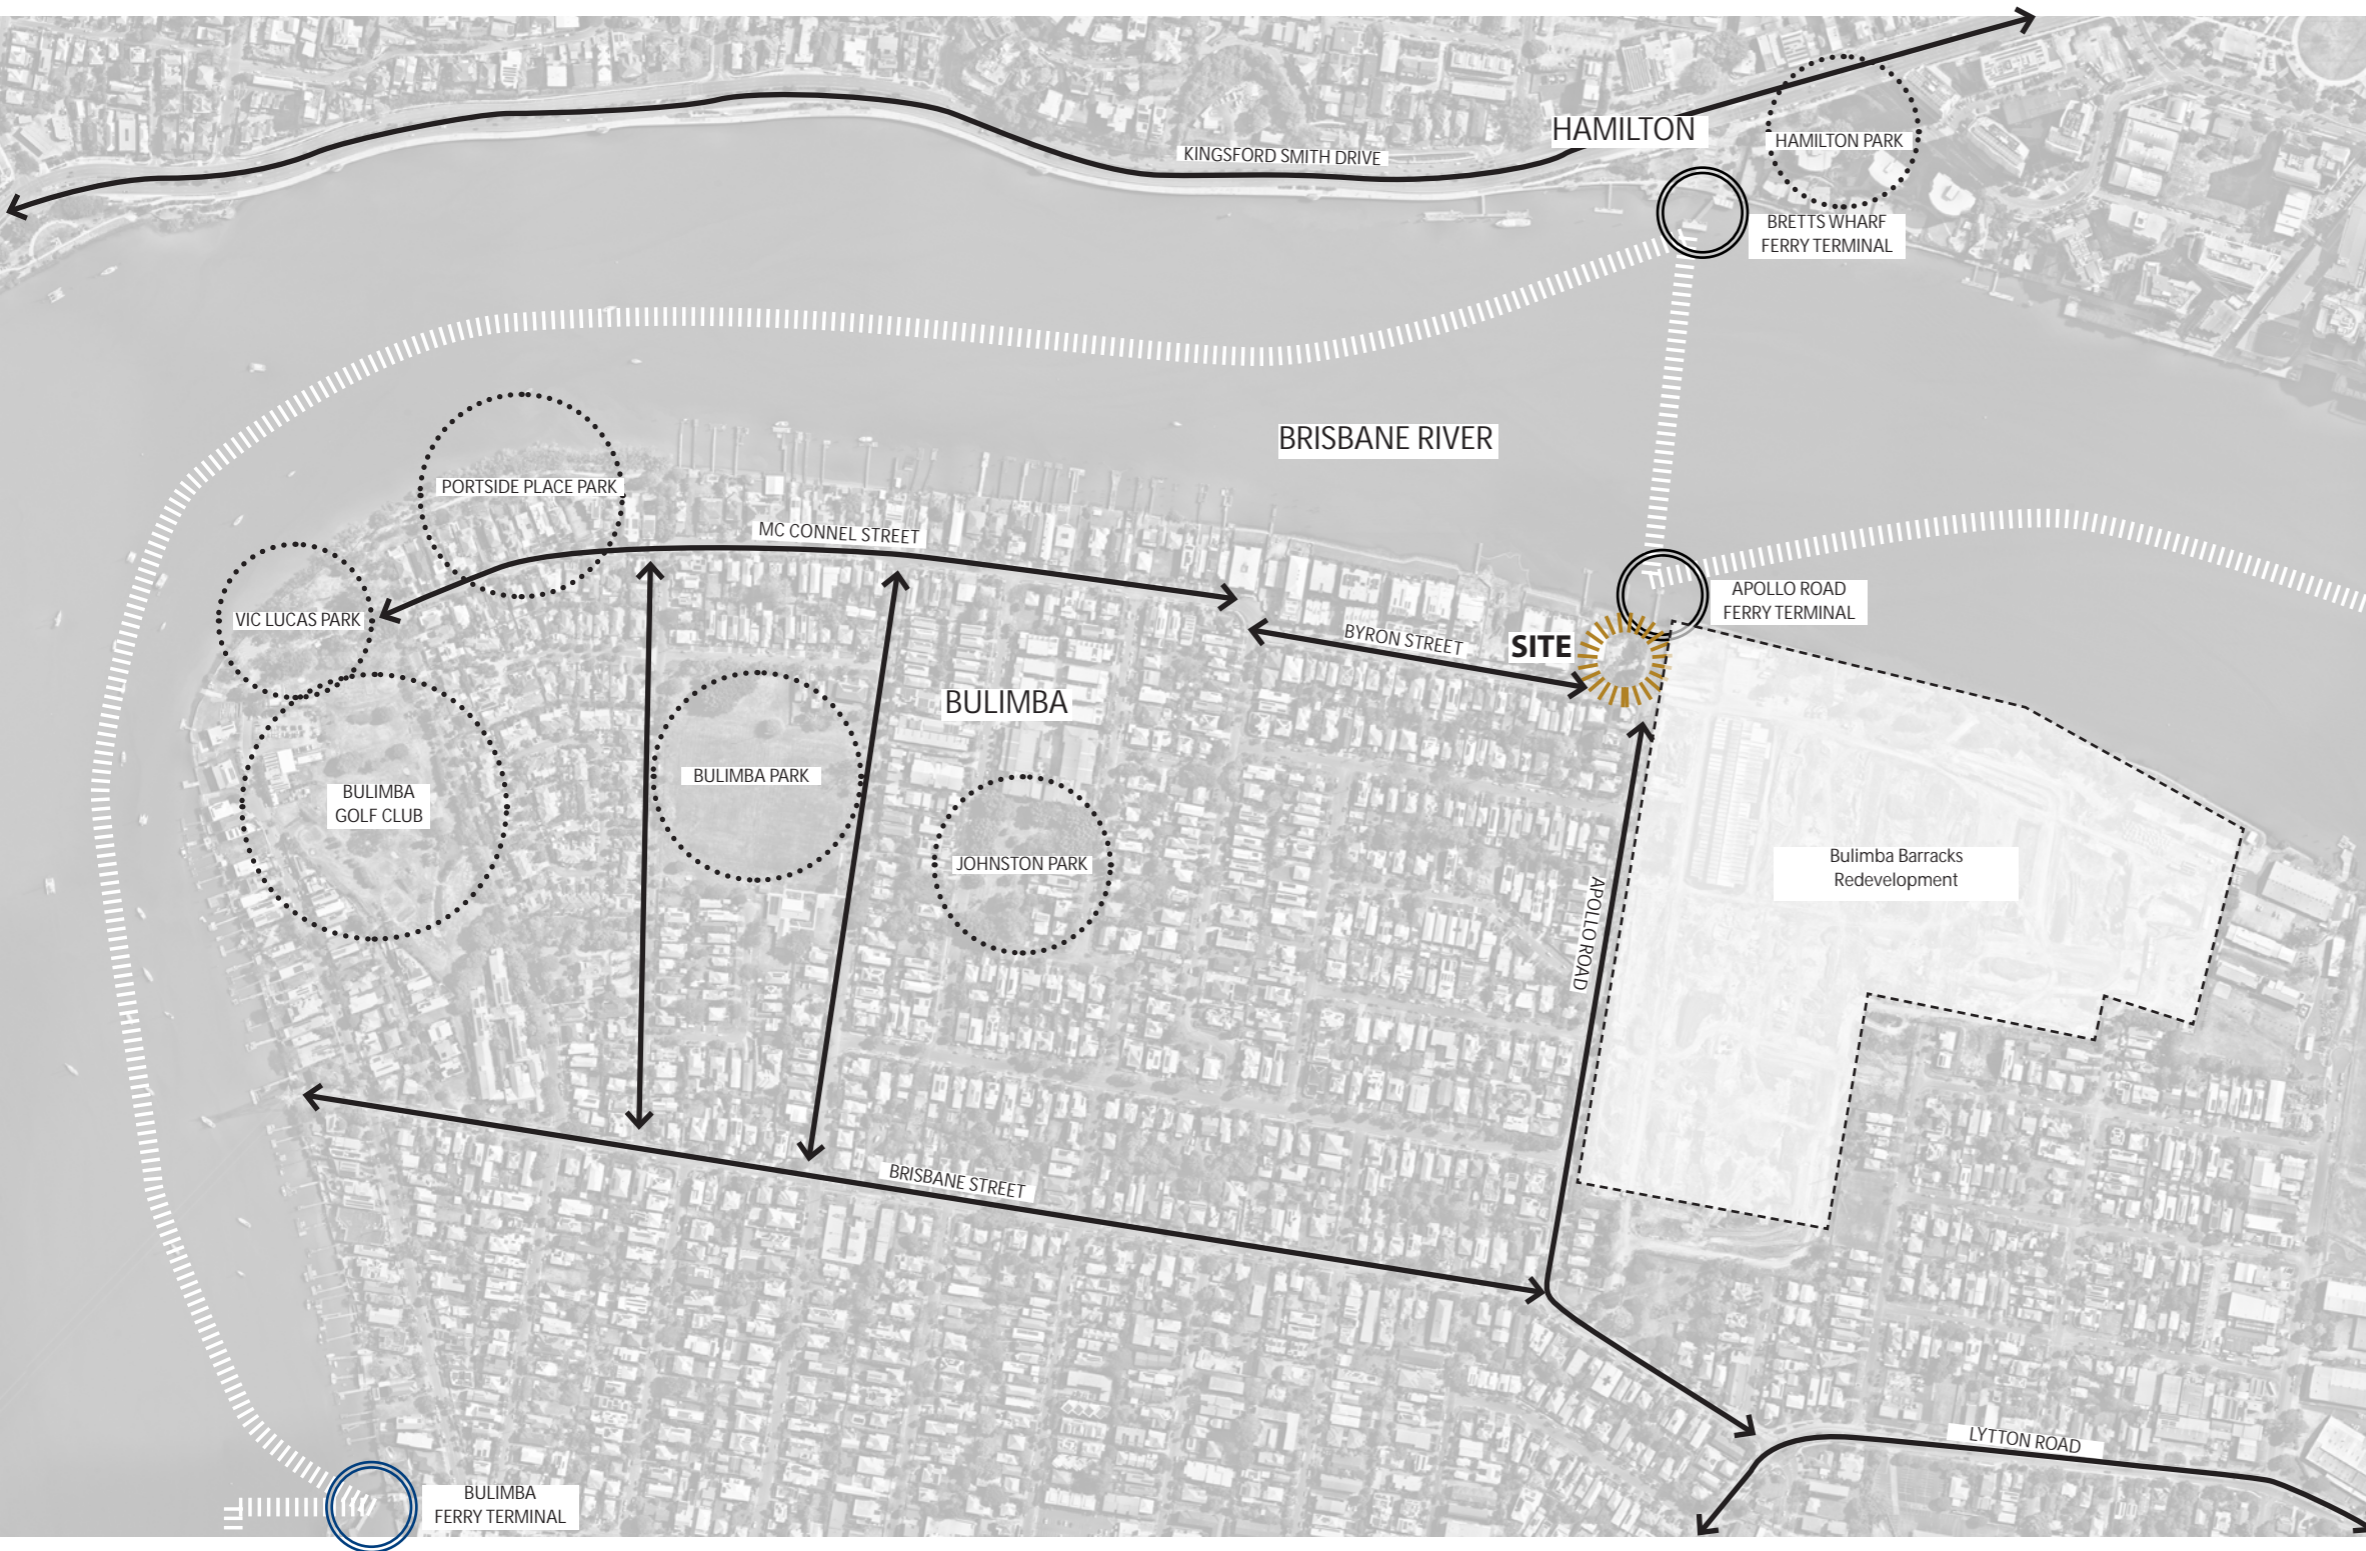 HAMILTON
HAMILTON PARK
KINGSFORD SMITH DRIVE
BRETTS WHARF
FERRY TERMINAL
BRISBANE RIVER
PORTSIDE PLACE PARK
MC CONNEL STREET
VIC LUCAS PARK
APOLLO ROAD
FERRY TERMINAL
BYRON STREET
SITE
BULIMBA
BULIMBA PARK
BULIMBA
GOLF CLUB
JOHNSTON PARK
Bulimba Barracks
Redevelopment
APOLLO ROAD
BRISBANE STREET
LYTTON ROAD
BULIMBA
FERRY TERMINAL